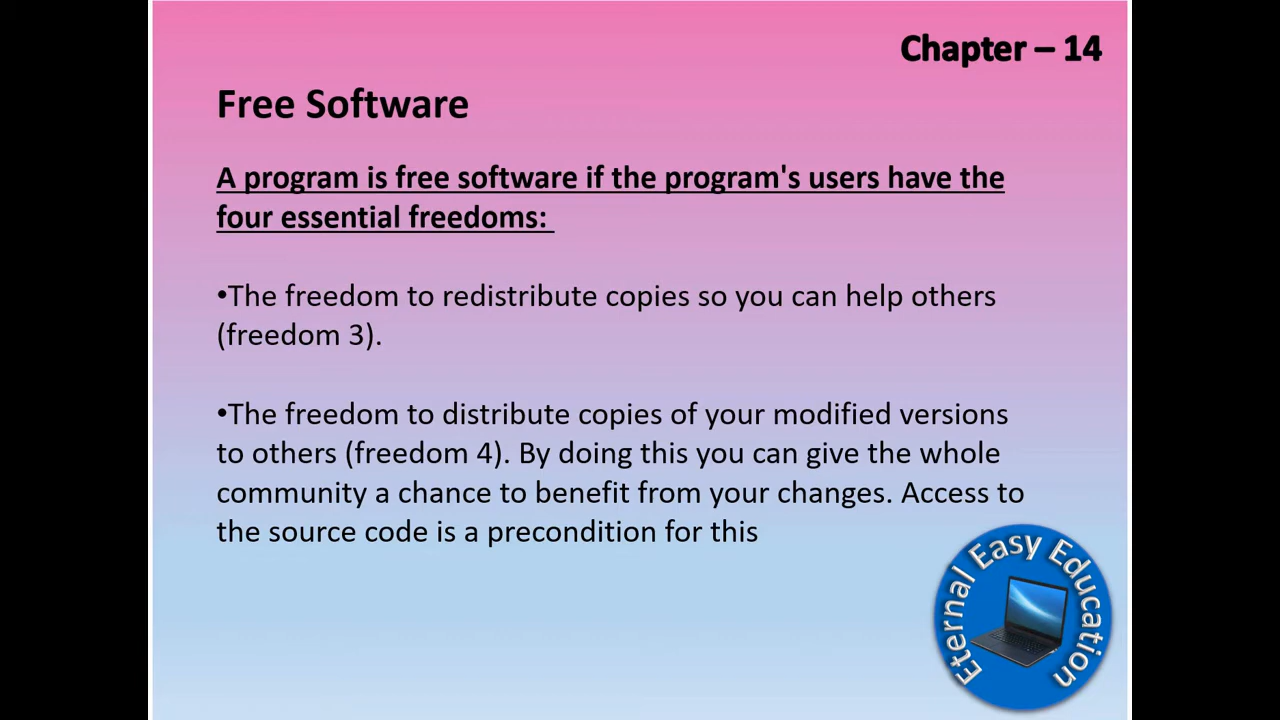 Chapter – 14
Free Software
A program is free software if the program's users have the
four essential freedoms:
•The freedom to redistribute copies so you can help others
(freedom 3).
•The freedom to distribute copies of your modified versions
to others (freedom 4). By doing this you can give the whole
community a chance to benefit from your changes. Access to
the source code is a precondition for this
Eternal Easy Education